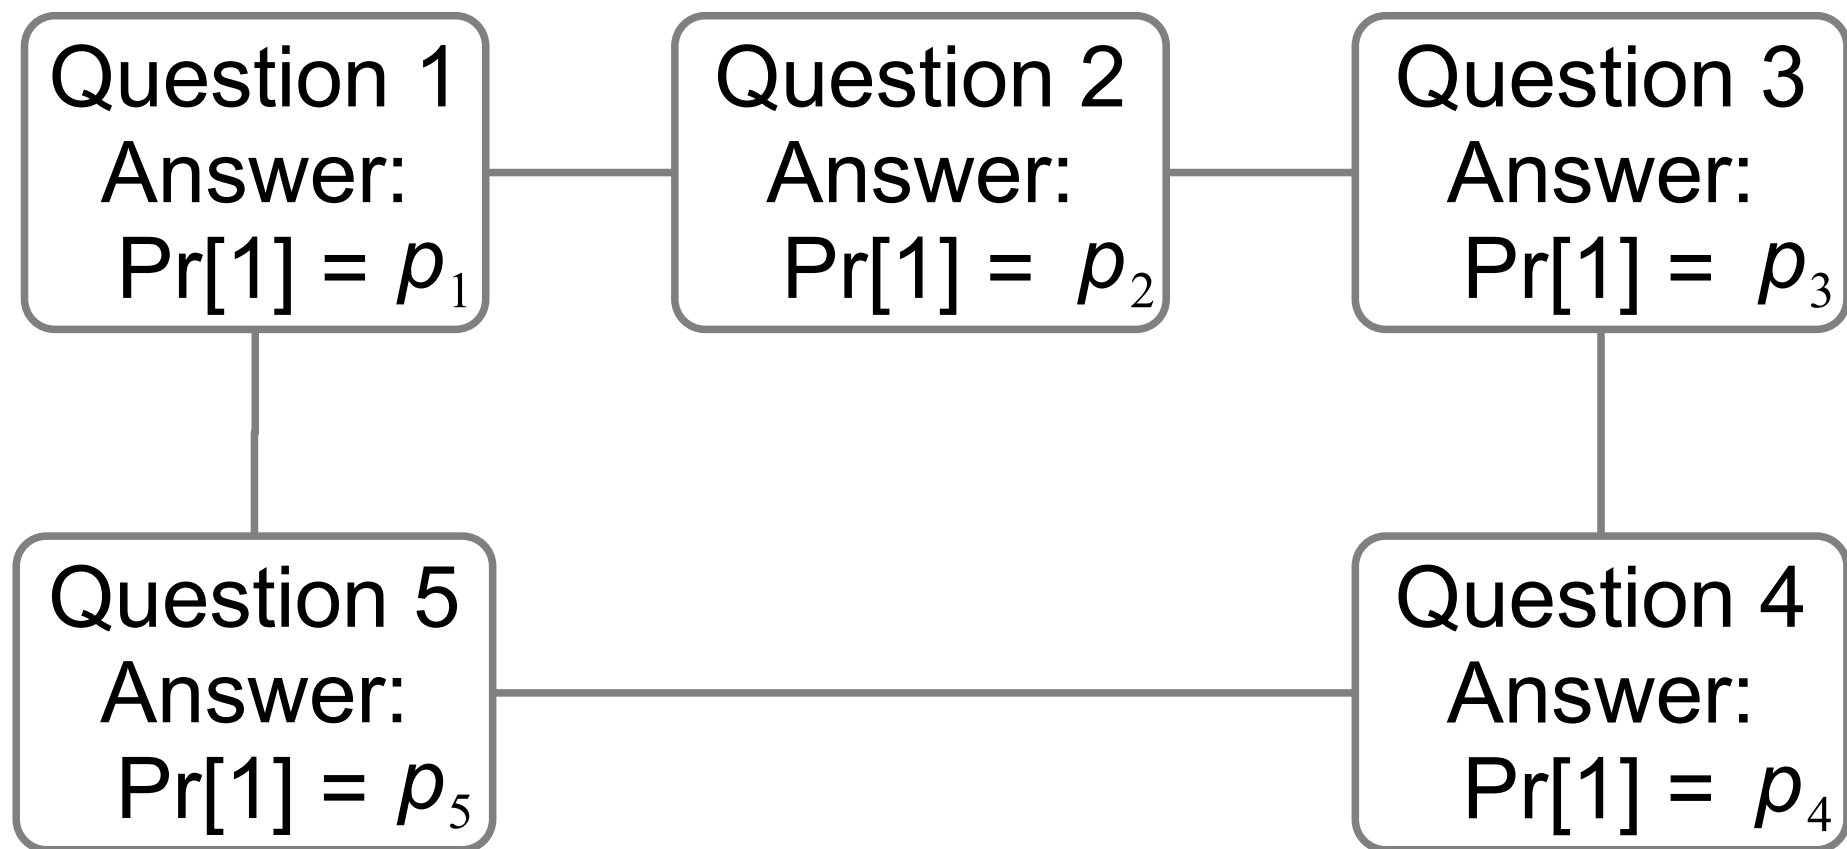 Question 1
Answer:
Pr[1] = p₁
Question 2
Answer:
Pr[1] = p₂
Question 3
Answer:
Pr[1] = p₃
Question 5
Answer:
Pr[1] = p₅
Question 4
Answer:
Pr[1] = p₄